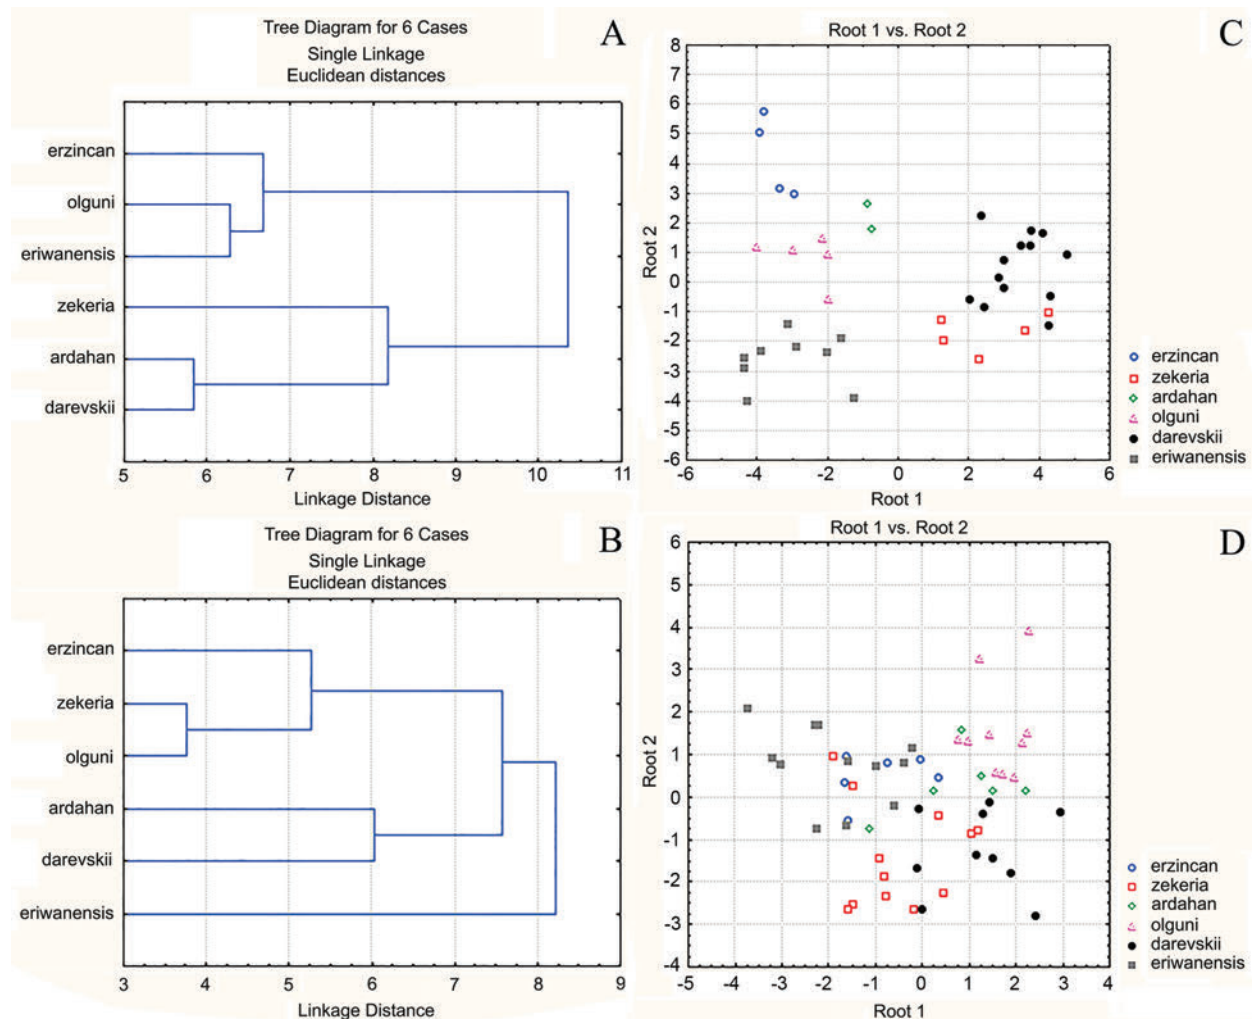 Tree Diagram for 6 Cases
Single Linkage
Euclidean distances
A
erzincan
olguni
eriwanensis
zekeria
ardahan
darevskii
5 6 7 8 9 10 11
Linkage Distance
Root 1 vs. Root 2
C
8
7
6
5
4
3
2
1
0
-1
-2
-3
-4
-5
-6
Root 2
-6 -4 -2 0 2 4 6
Root 1
erzincan
zekeria
ardahan
olguni
darevskii
eriwanensis
Tree Diagram for 6 Cases
Single Linkage
Euclidean distances
B
erzincan
zekeria
olguni
ardahan
darevskii
eriwanensis
3 4 5 6 7 8 9
Linkage Distance
Root 1 vs. Root 2
D
6
5
4
3
2
1
0
-1
-2
-3
-4
Root 2
-5 -4 -3 -2 -1 0 1 2 3 4
Root 1
erzincan
zekeria
ardahan
olguni
darevskii
eriwanensis